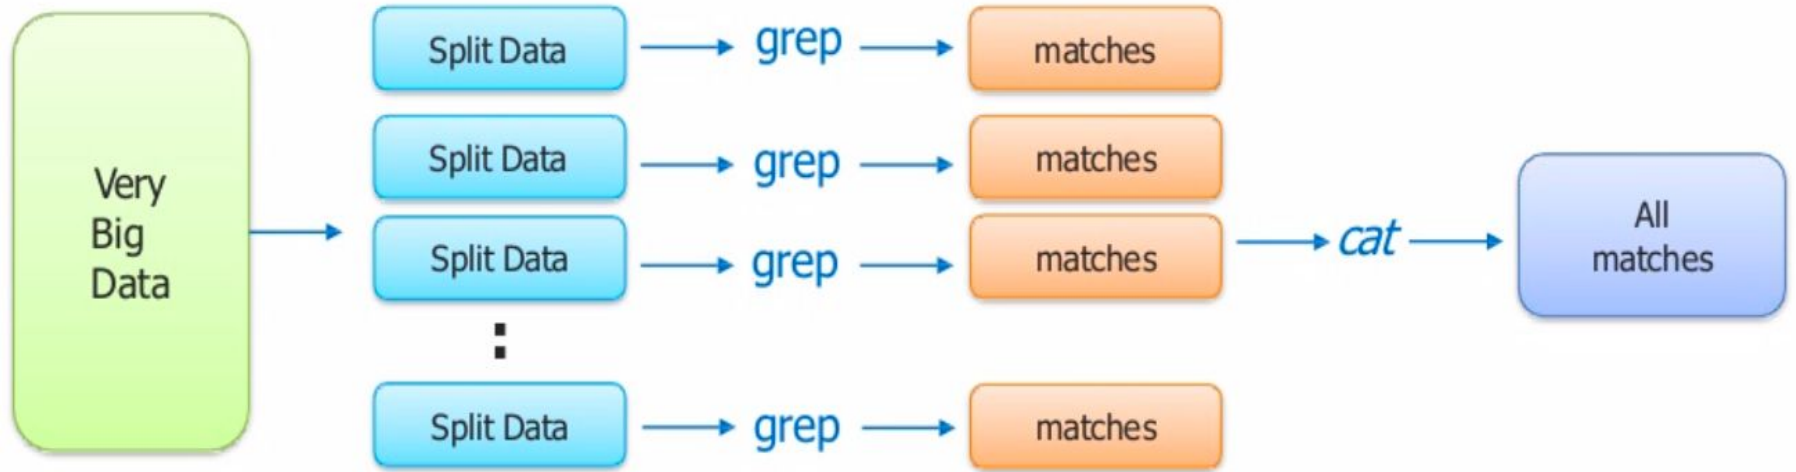 Very
Big
Data
Split Data
grep
matches
Split Data
grep
matches
Split Data
grep
matches
Split Data
grep
matches
cat
All
matches